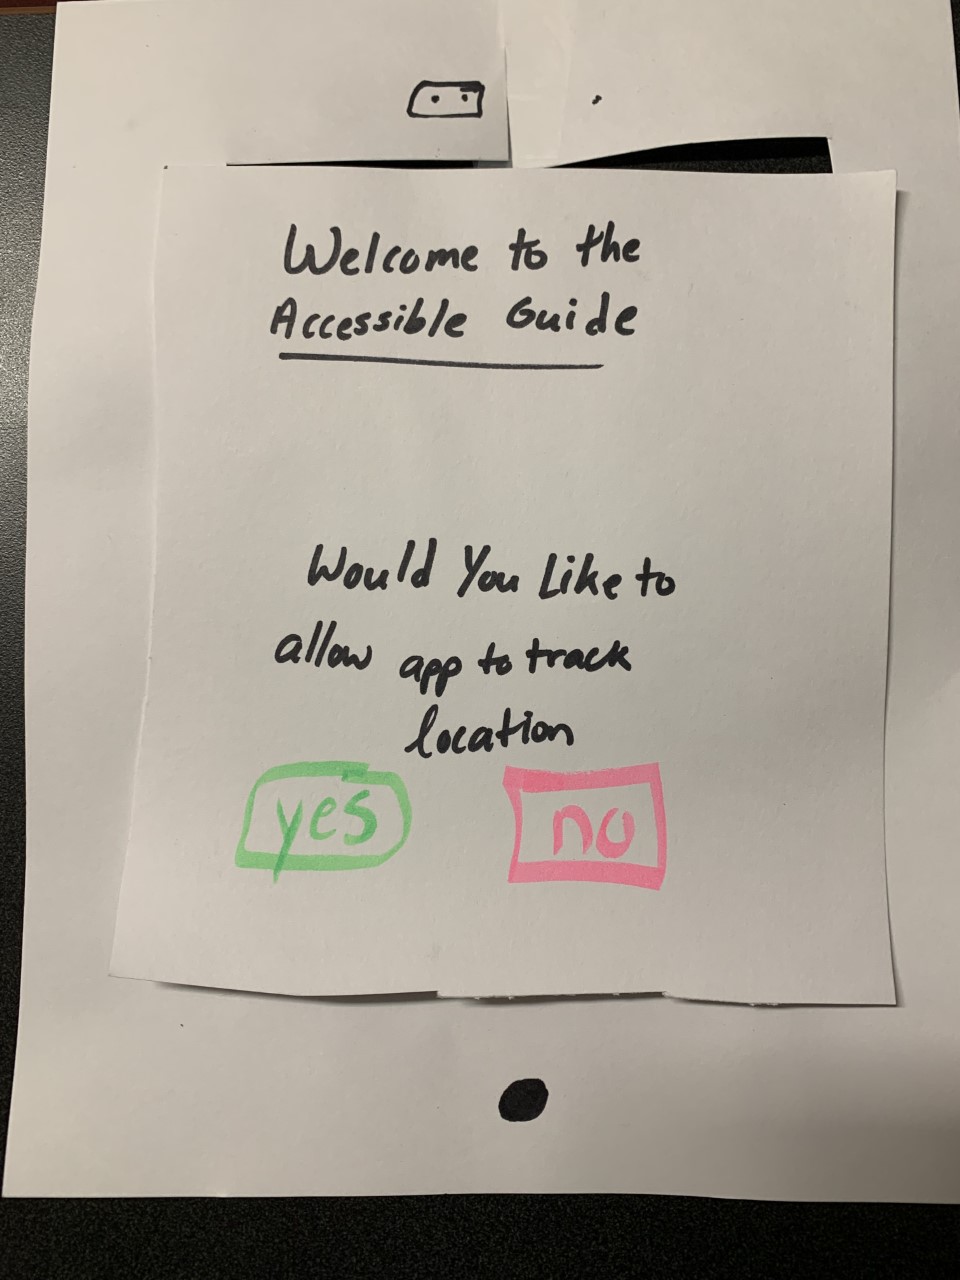 Welcome to the
Accessible Guide
Would You Like to
allow app to track
location
yes no